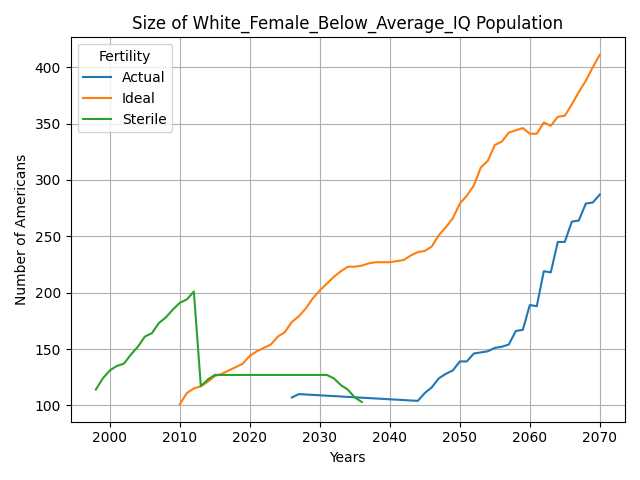 Size of White_Female_Below_Average_IQ Population
Fertility
Actual
Ideal
Sterile
Number of Americans
400
350
300
250
200
150
100
2000 2010 2020 2030 2040 2050 2060 2070
Years